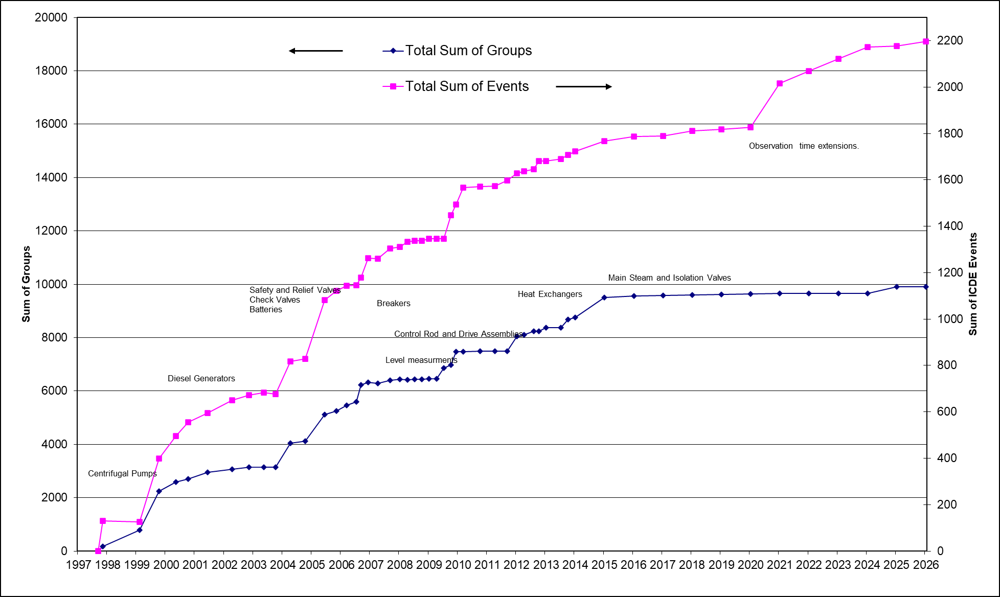 20000
18000
16000
14000
12000
10000
8000
6000
4000
2000
0
Sum of Groups
Total Sum of Groups
Total Sum of Events
Observation time extensions.
Main Steam and Isolation Valves
Heat Exchangers
Safety and Relief Valves
Check Valves
Batteries
Breakers
Control Rod and Drive Assemblies
Level measurments
Diesel Generators
Centrifugal Pumps
2200
2000
1800
1600
1400
1200
1000
800
600
400
200
0
Sum of ICDE Events
1997 1998 1999 2000 2001 2002 2003 2004 2005 2006 2007 2008 2009 2010 2011 2012 2013 2014 2015 2016 2017 2018 2019 2020 2021 2022 2023 2024 2025 2026